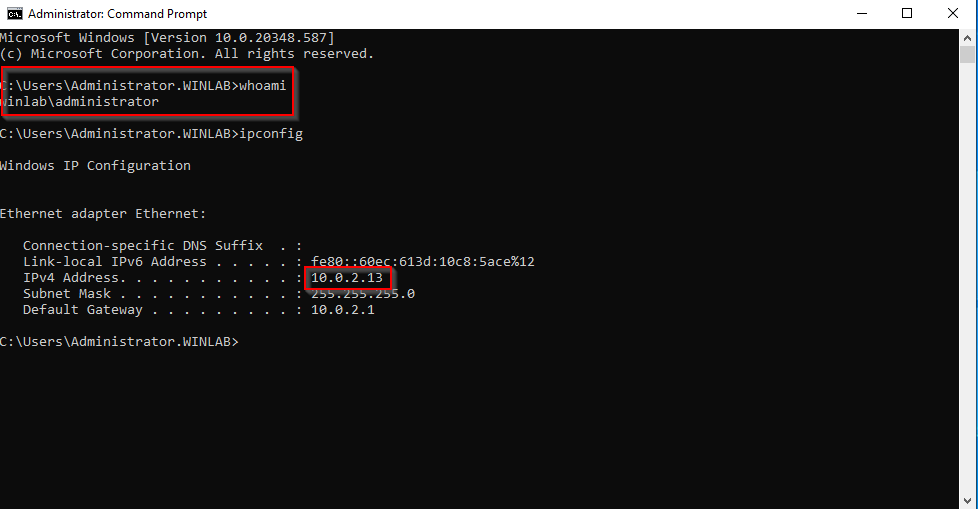 Administrator: Command Prompt
Microsoft Windows [Version 10.0.20348.587]
(c) Microsoft Corporation. All rights reserved.
C:\Users\Administrator.WINLAB>whoami
winlab\administrator
C:\Users\Administrator.WINLAB>ipconfig
Windows IP Configuration
Ethernet adapter Ethernet:
Connection-specific DNS Suffix . :
Link-local IPv6 Address . . . . . : fe80::60ec:613d:10c8:5ace%12
IPv4 Address. . . . . . . . . . . : 10.0.2.13
Subnet Mask . . . . . . . . . . . : 255.255.255.0
Default Gateway . . . . . . . . . : 10.0.2.1
C:\Users\Administrator.WINLAB>